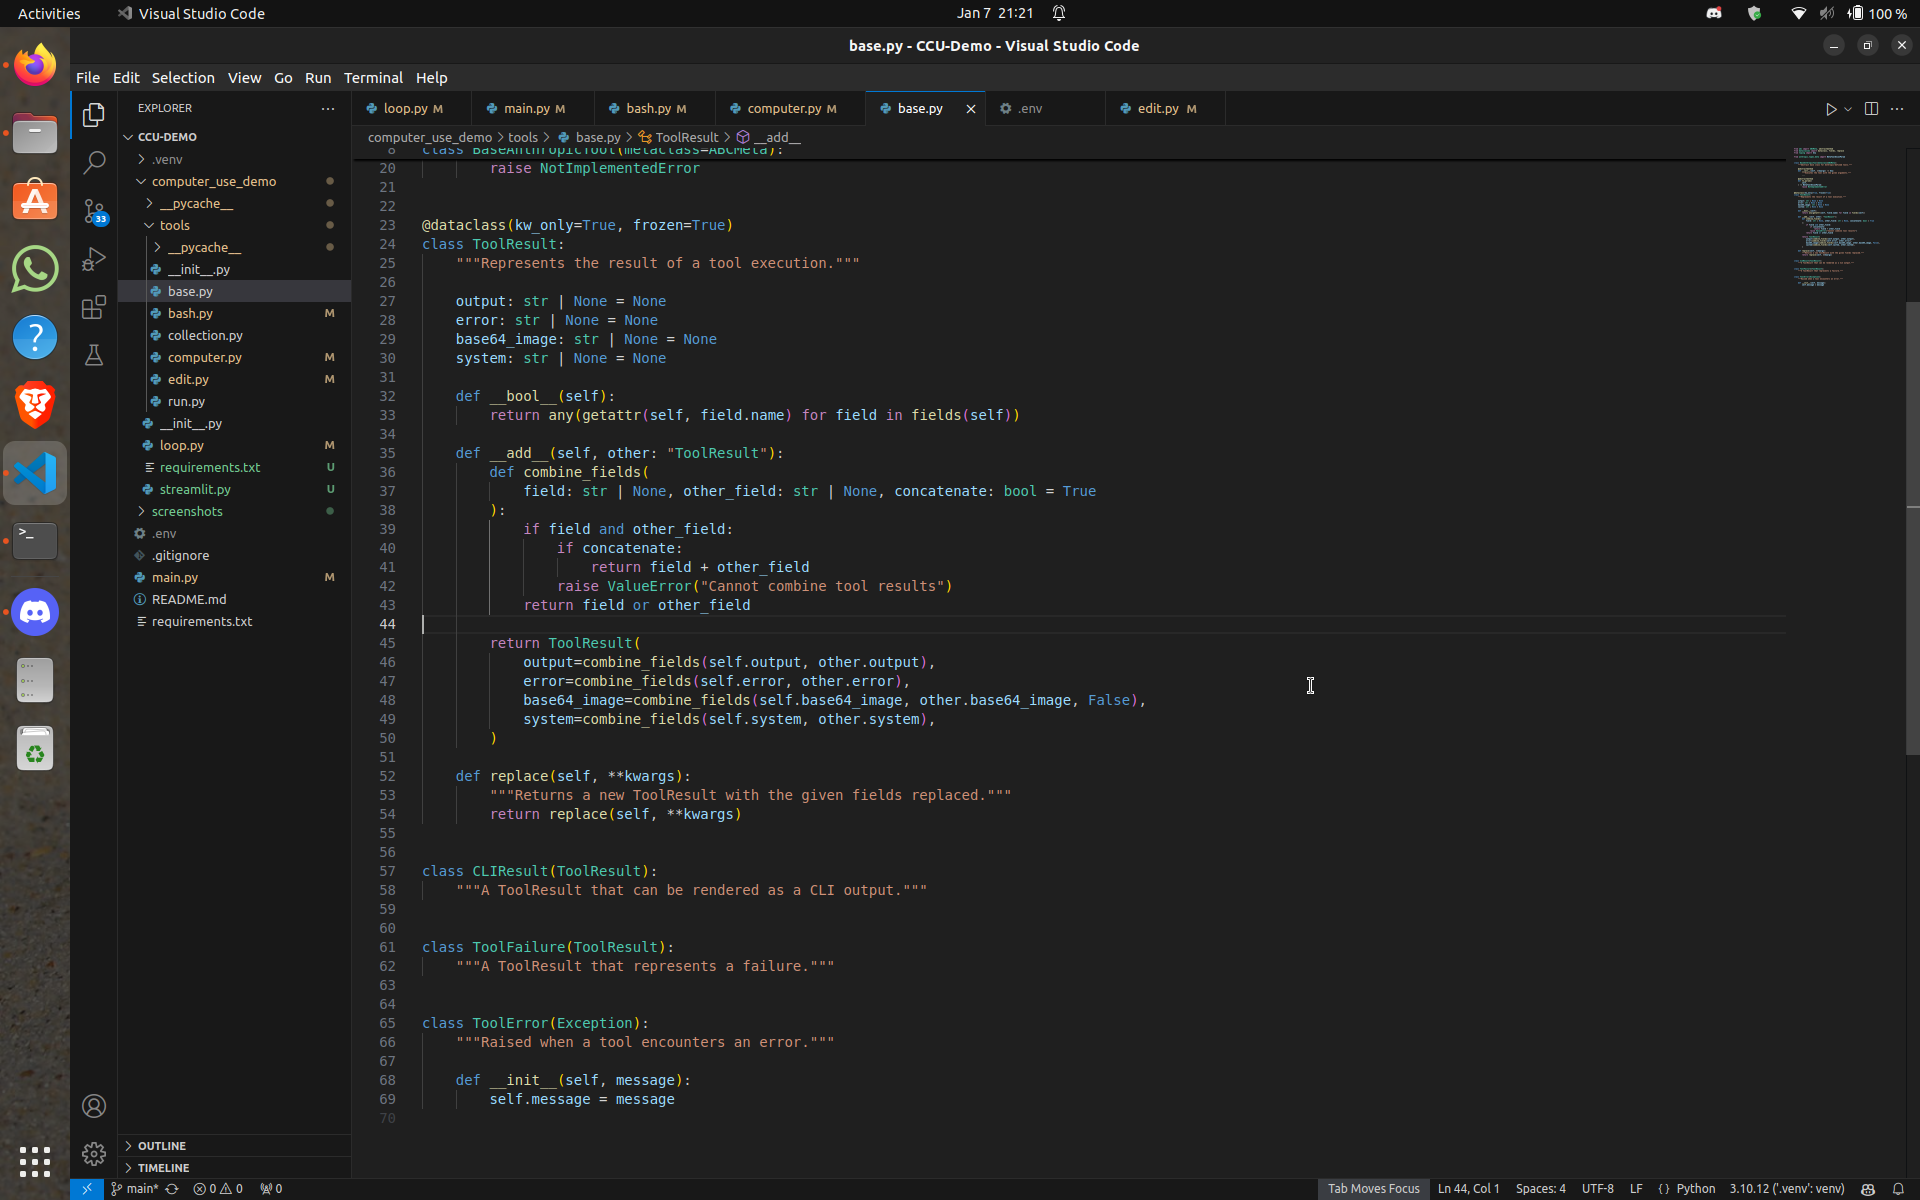 Activities
Visual Studio Code
Jan 7 21:21
100 %
base.py - CCU-Demo - Visual Studio Code
File Edit Selection View Go Run Terminal Help
EXPLORER
CCU-DEMO
.venv
computer_use_demo
__pycache__
tools
__pycache__
__init__.py
base.py
bash.py M
collection.py
computer.py M
edit.py M
run.py
__init__.py
loop.py M
requirements.txt U
streamlit.py U
screenshots
.env
.gitignore
main.py M
README.md
requirements.txt
OUTLINE
TIMELINE
33
loop.py M main.py M bash.py M computer.py M base.py .env edit.py M
computer_use_demo > tools > base.py > ToolResult > __add__
8 class BaseAnthropicTool(metaclass=ABCMeta):
20 raise NotImplementedError
21
22
23 @dataclass(kw_only=True, frozen=True)
24 class ToolResult:
25 """Represents the result of a tool execution."""
26
27 output: str | None = None
28 error: str | None = None
29 base64_image: str | None = None
30 system: str | None = None
31
32 def __bool__(self):
33 return any(getattr(self, field.name) for field in fields(self))
34
35 def __add__(self, other: "ToolResult"):
36 def combine_fields(
37 field: str | None, other_field: str | None, concatenate: bool = True
38 ):
39 if field and other_field:
40 if concatenate:
41 return field + other_field
42 raise ValueError("Cannot combine tool results")
43 return field or other_field
44
45 return ToolResult(
46 output=combine_fields(self.output, other.output),
47 error=combine_fields(self.error, other.error),
48 base64_image=combine_fields(self.base64_image, other.base64_image, False),
49 system=combine_fields(self.system, other.system),
50 )
51
52 def replace(self, **kwargs):
53 """Returns a new ToolResult with the given fields replaced."""
54 return replace(self, **kwargs)
55
56
57 class CLIResult(ToolResult):
58 """A ToolResult that can be rendered as a CLI output."""
59
60
61 class ToolFailure(ToolResult):
62 """A ToolResult that represents a failure."""
63
64
65 class ToolError(Exception):
66 """Raised when a tool encounters an error."""
67
68 def __init__(self, message):
69 self.message = message
70
main* 0 0 0
Tab Moves Focus Ln 44, Col 1 Spaces: 4 UTF-8 LF { } Python 3.10.12 ('.venv': venv)